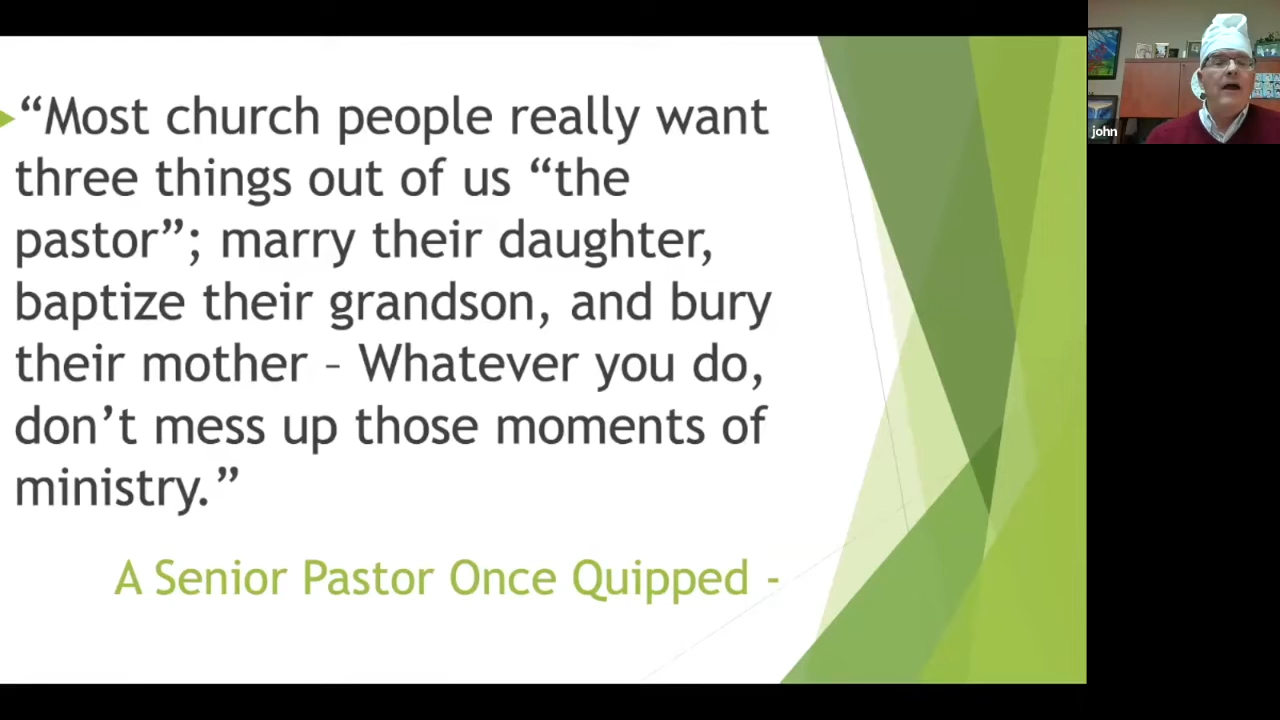 “Most church people really want
three things out of us “the
pastor”; marry their daughter,
baptize their grandson, and bury
their mother – Whatever you do,
don’t mess up those moments of
ministry.”
A Senior Pastor Once Quipped -
john